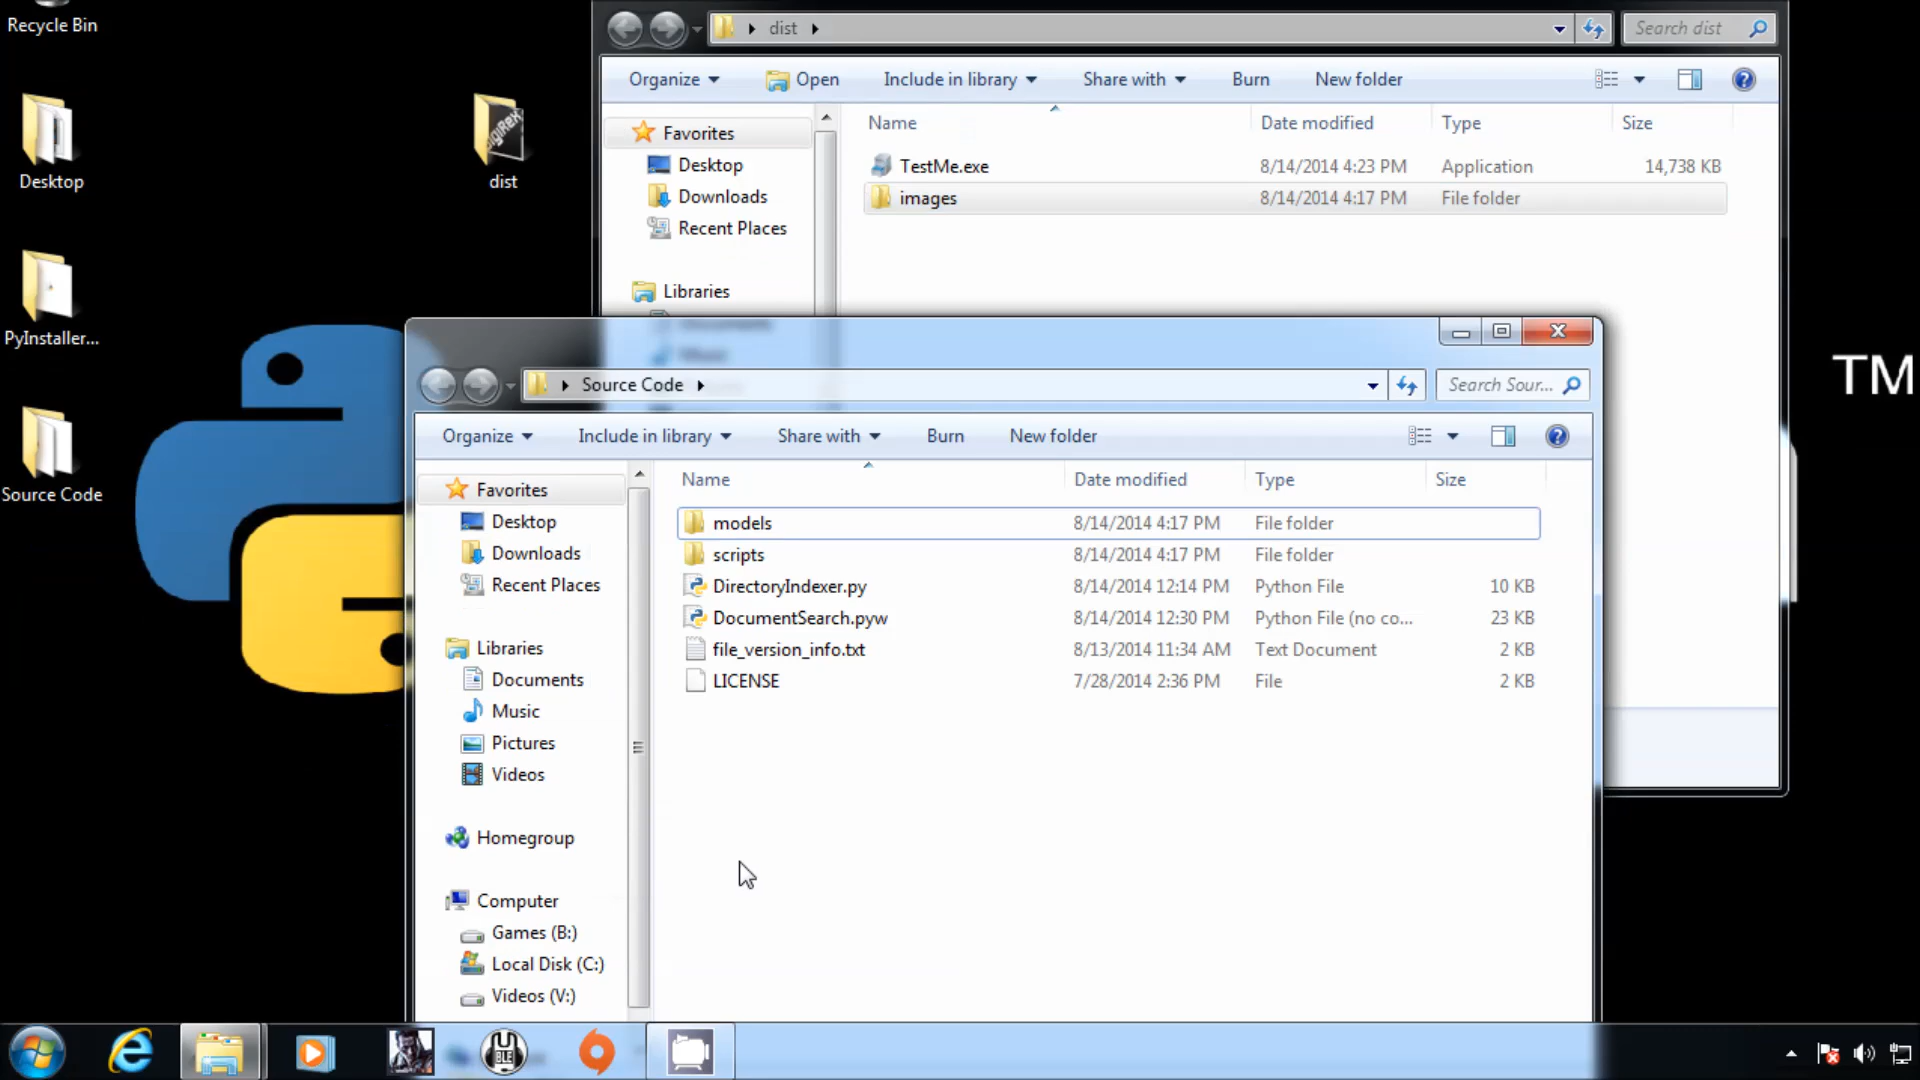 Recycle Bin
Desktop
PyInstaller...
Source Code
dist
DigiRex
dist
Search dist
Organize
Open
Include in library
Share with
Burn
New folder
Favorites
Desktop
Downloads
Recent Places
Libraries
Documents
Music
Name Date modified Type Size
TestMe.exe 8/14/2014 4:23 PM Application 14,738 KB
images 8/14/2014 4:17 PM File folder
TM
Source Code
Search Sour...
Organize
Include in library
Share with
Burn
New folder
Favorites
Desktop
Downloads
Recent Places
Libraries
Documents
Music
Pictures
Videos
Homegroup
Computer
Games (B:)
Local Disk (C:)
Videos (V:)
Name Date modified Type Size
models 8/14/2014 4:17 PM File folder
scripts 8/14/2014 4:17 PM File folder
DirectoryIndexer.py 8/14/2014 12:14 PM Python File 10 KB
DocumentSearch.pyw 8/14/2014 12:30 PM Python File (no co... 23 KB
file_version_info.txt 8/13/2014 11:34 AM Text Document 2 KB
LICENSE 7/28/2014 2:36 PM File 2 KB
BLE